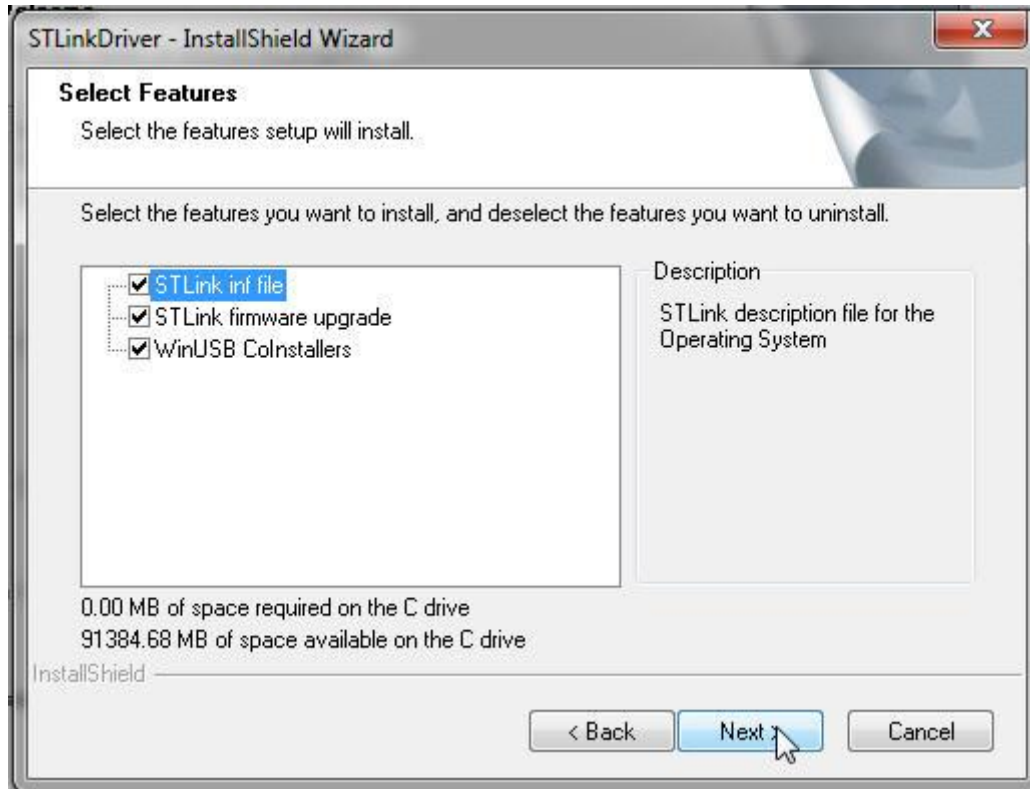 STLinkDriver - InstallShield Wizard
Select Features
Select the features setup will install.
Select the features you want to install, and deselect the features you want to uninstall.
STLink inf file
STLink firmware upgrade
WinUSB CoInstallers
Description
STLink description file for the
Operating System
0.00 MB of space required on the C drive
91384.68 MB of space available on the C drive
InstallShield
< Back
Next >
Cancel